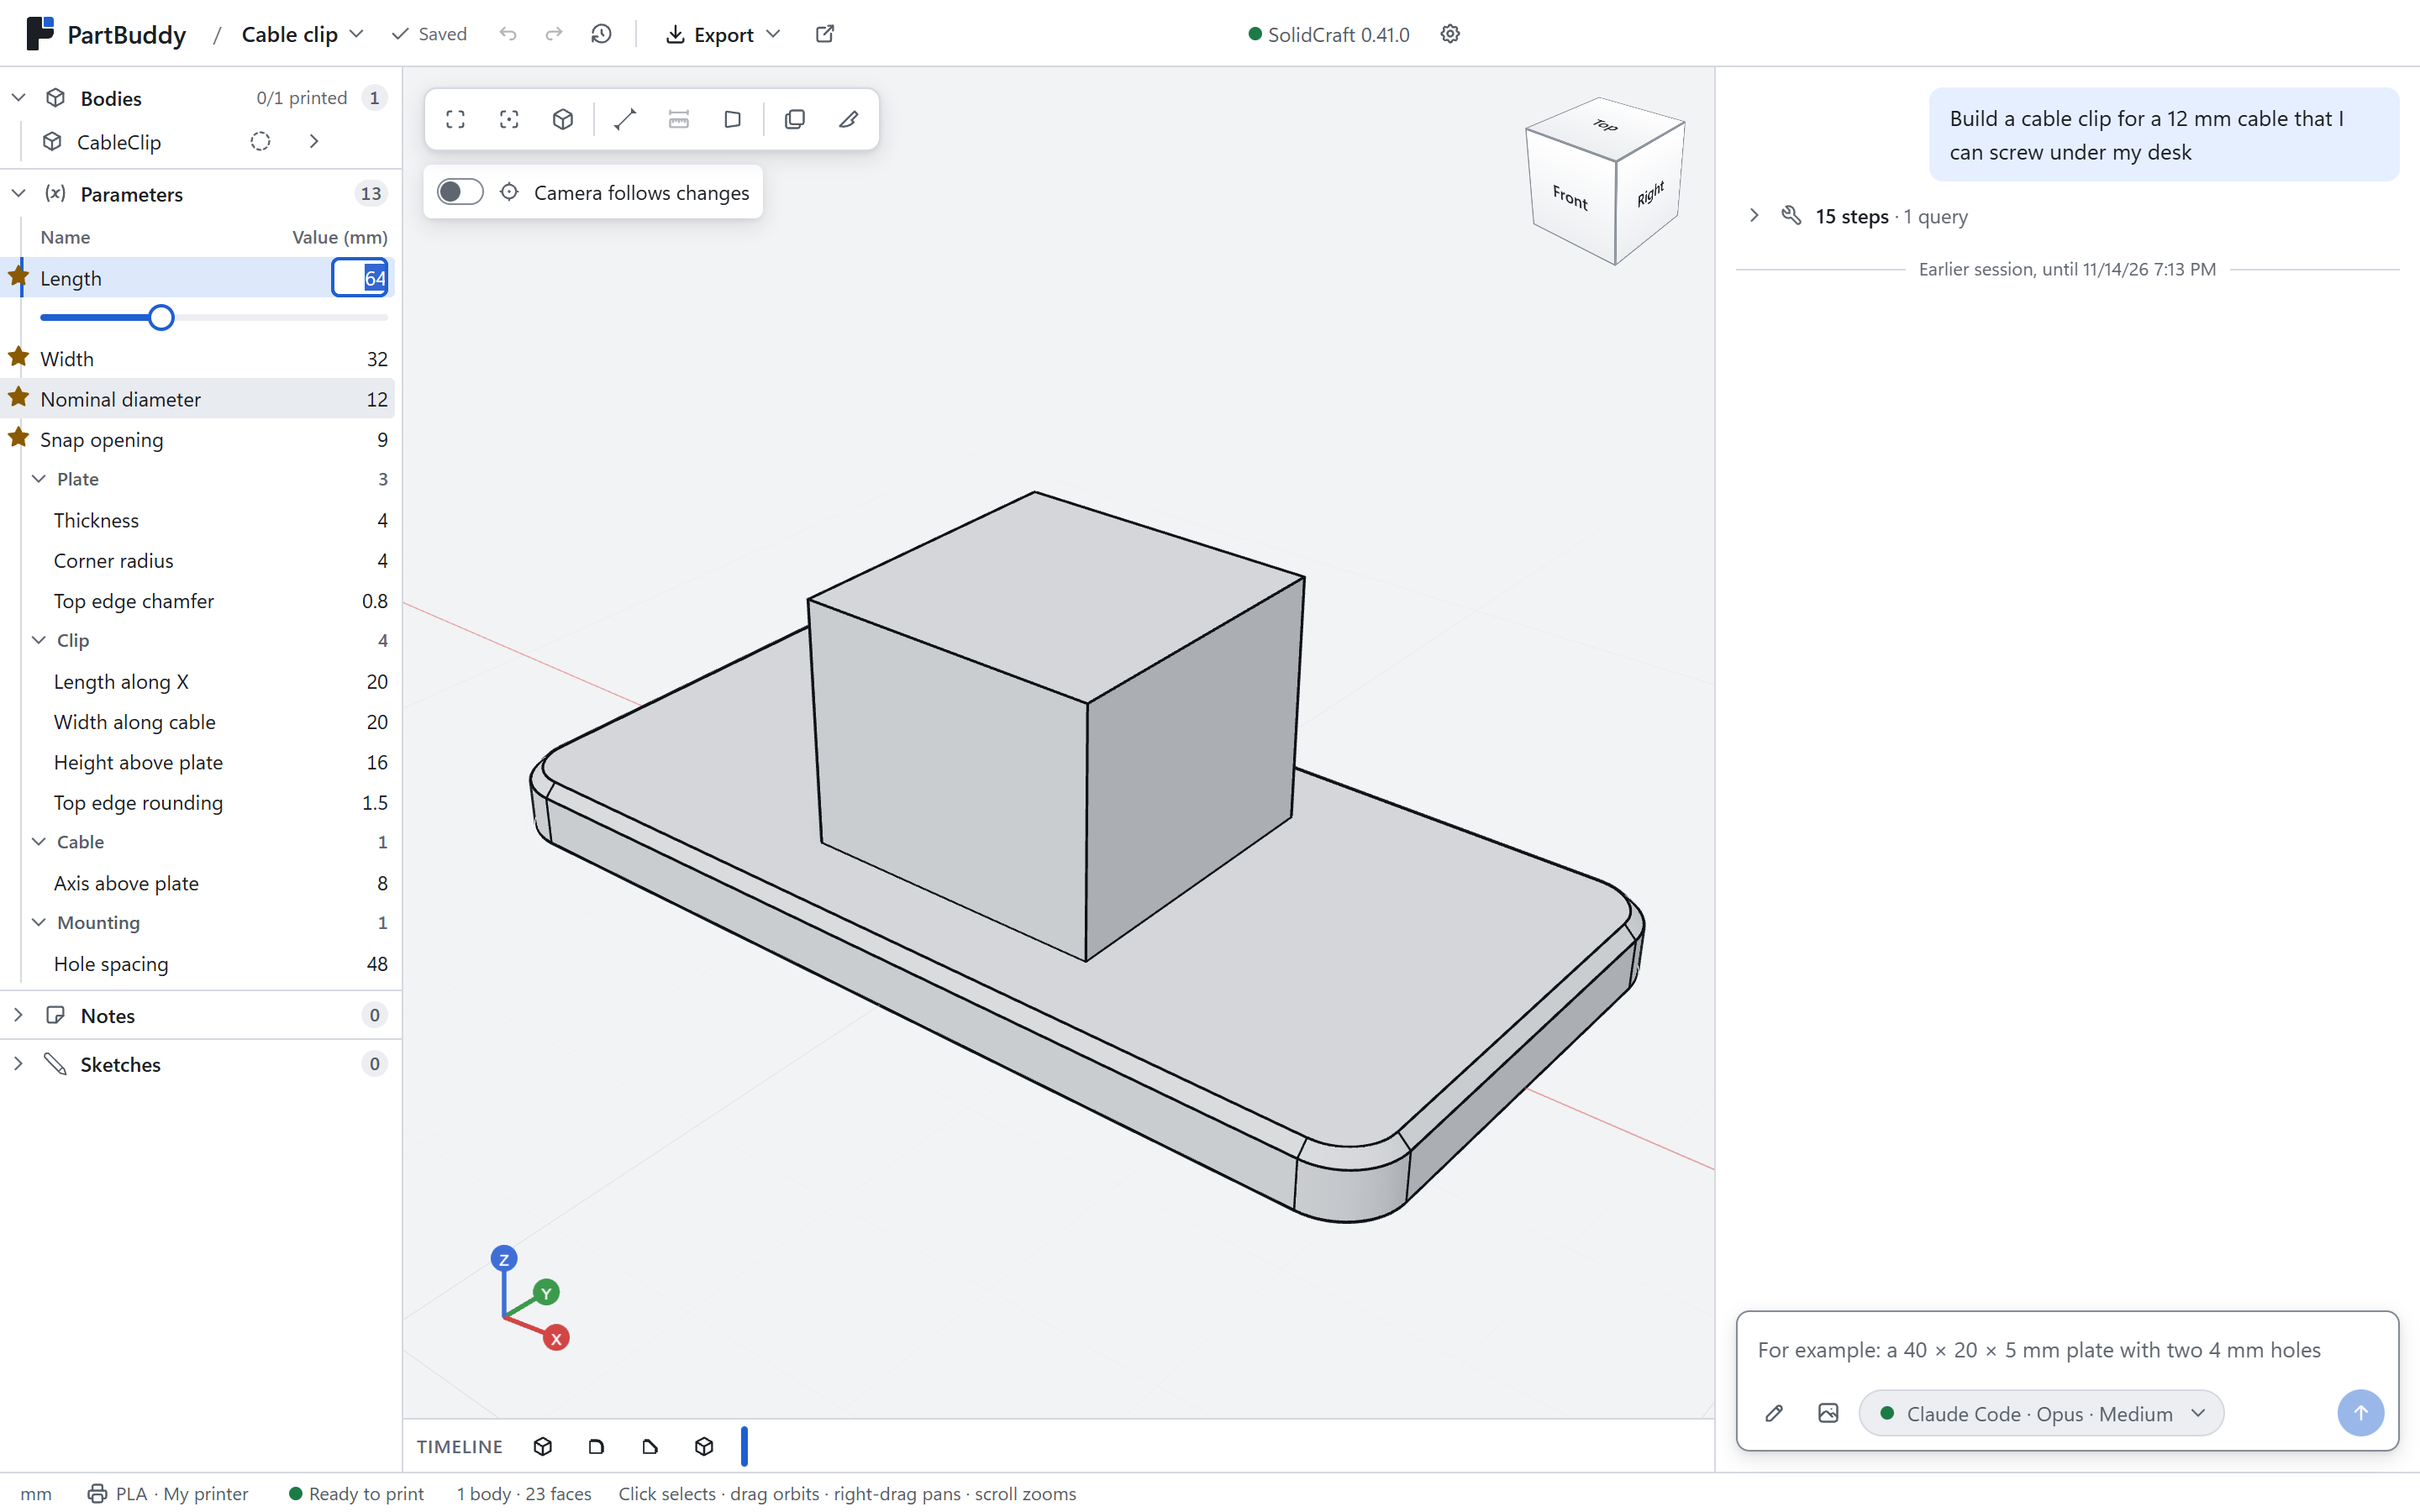 PartBuddy / Cable clip Saved Export SolidCraft 0.41.0
Bodies 0/1 printed 1
CableClip
(x) Parameters 13
Name Value (mm)
Length 64
Width 32
Nominal diameter 12
Snap opening 9
Plate 3
Thickness 4
Corner radius 4
Top edge chamfer 0.8
Clip 4
Length along X 20
Width along cable 20
Height above plate 16
Top edge rounding 1.5
Cable 1
Axis above plate 8
Mounting 1
Hole spacing 48
Notes 0
Sketches 0
Camera follows changes
Top
Front
Right
Z
Y
X
TIMELINE
Build a cable clip for a 12 mm cable that I
can screw under my desk
15 steps · 1 query
Earlier session, until 11/14/26 7:13 PM
For example: a 40 × 20 × 5 mm plate with two 4 mm holes
Claude Code · Opus · Medium
mm PLA · My printer Ready to print 1 body · 23 faces Click selects · drag orbits · right-drag pans · scroll zooms